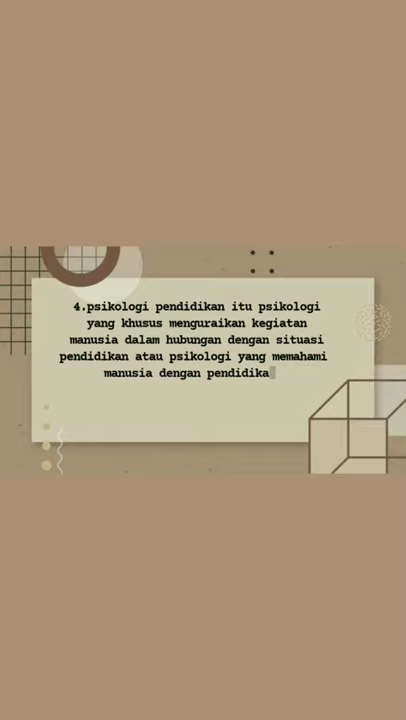 4.psikologi pendidikan itu psikologi
yang khusus menguraikan kegiatan
manusia dalam hubungan dengan situasi
pendidikan atau psikologi yang memahami
manusia dengan pendidika